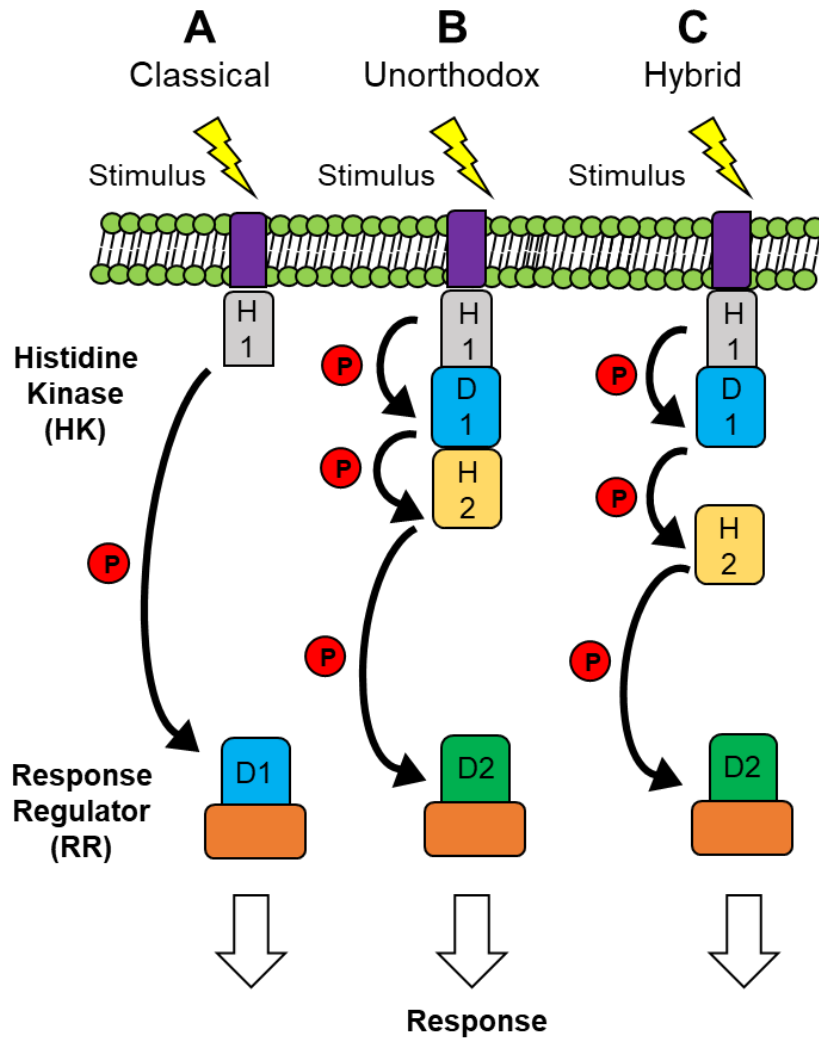 A
B
C
Classical
Unorthodox
Hybrid
Stimulus
Stimulus
Stimulus
H
1
H
1
H
1
Histidine
Kinase
(HK)
P
P
D
1
D
1
P
P
H
2
H
2
P
P
P
Response
Regulator
(RR)
D1
D2
D2
Response